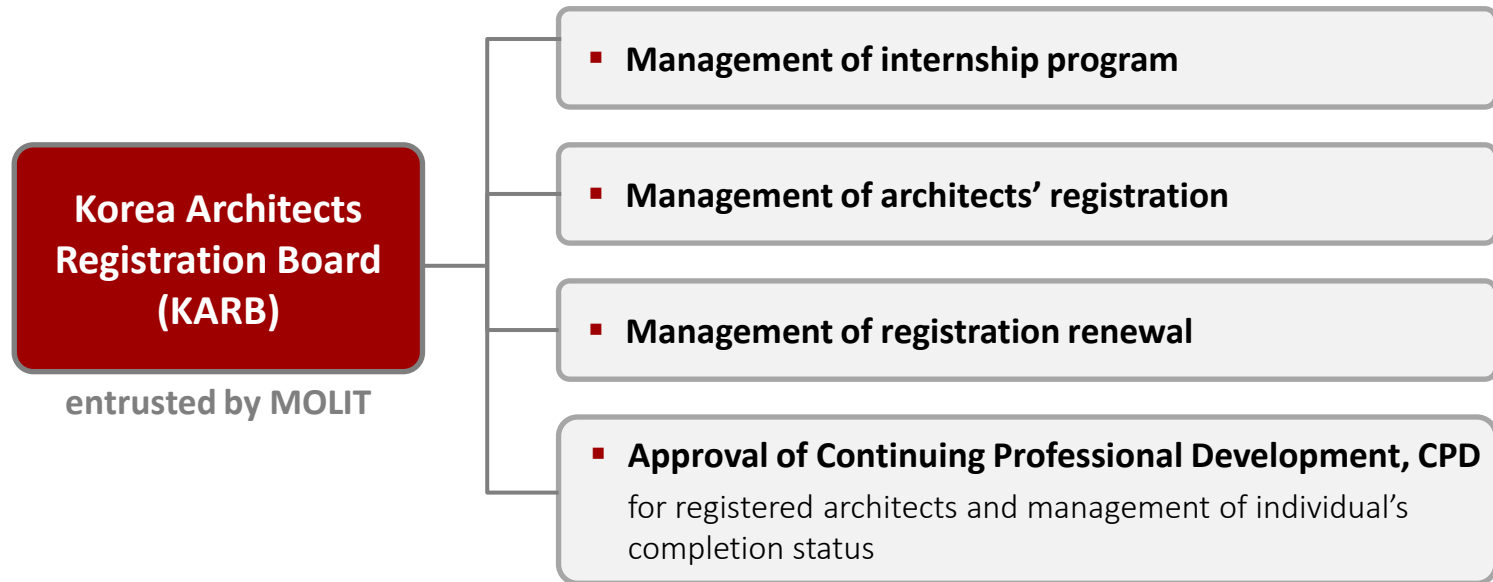 Korea Architects
Registration Board
(KARB)
entrusted by MOLIT
▪ Management of internship program
▪ Management of architects’ registration
▪ Management of registration renewal
▪ Approval of Continuing Professional Development, CPD
for registered architects and management of individual’s
completion status